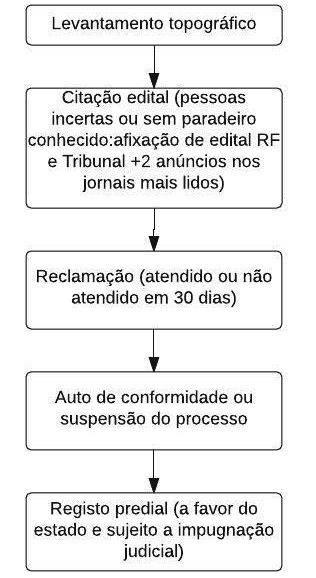 Levantamento topográfico
Citação edital (pessoas
incertas ou sem paradeiro
conhecido:afixação de edital RF
e Tribunal +2 anúncios nos
jornais mais lidos)
Reclamação (atendido ou não
atendido em 30 dias)
Auto de conformidade ou
suspensão do processo
Registo predial (a favor do
estado e sujeito a impugnação
judicial)